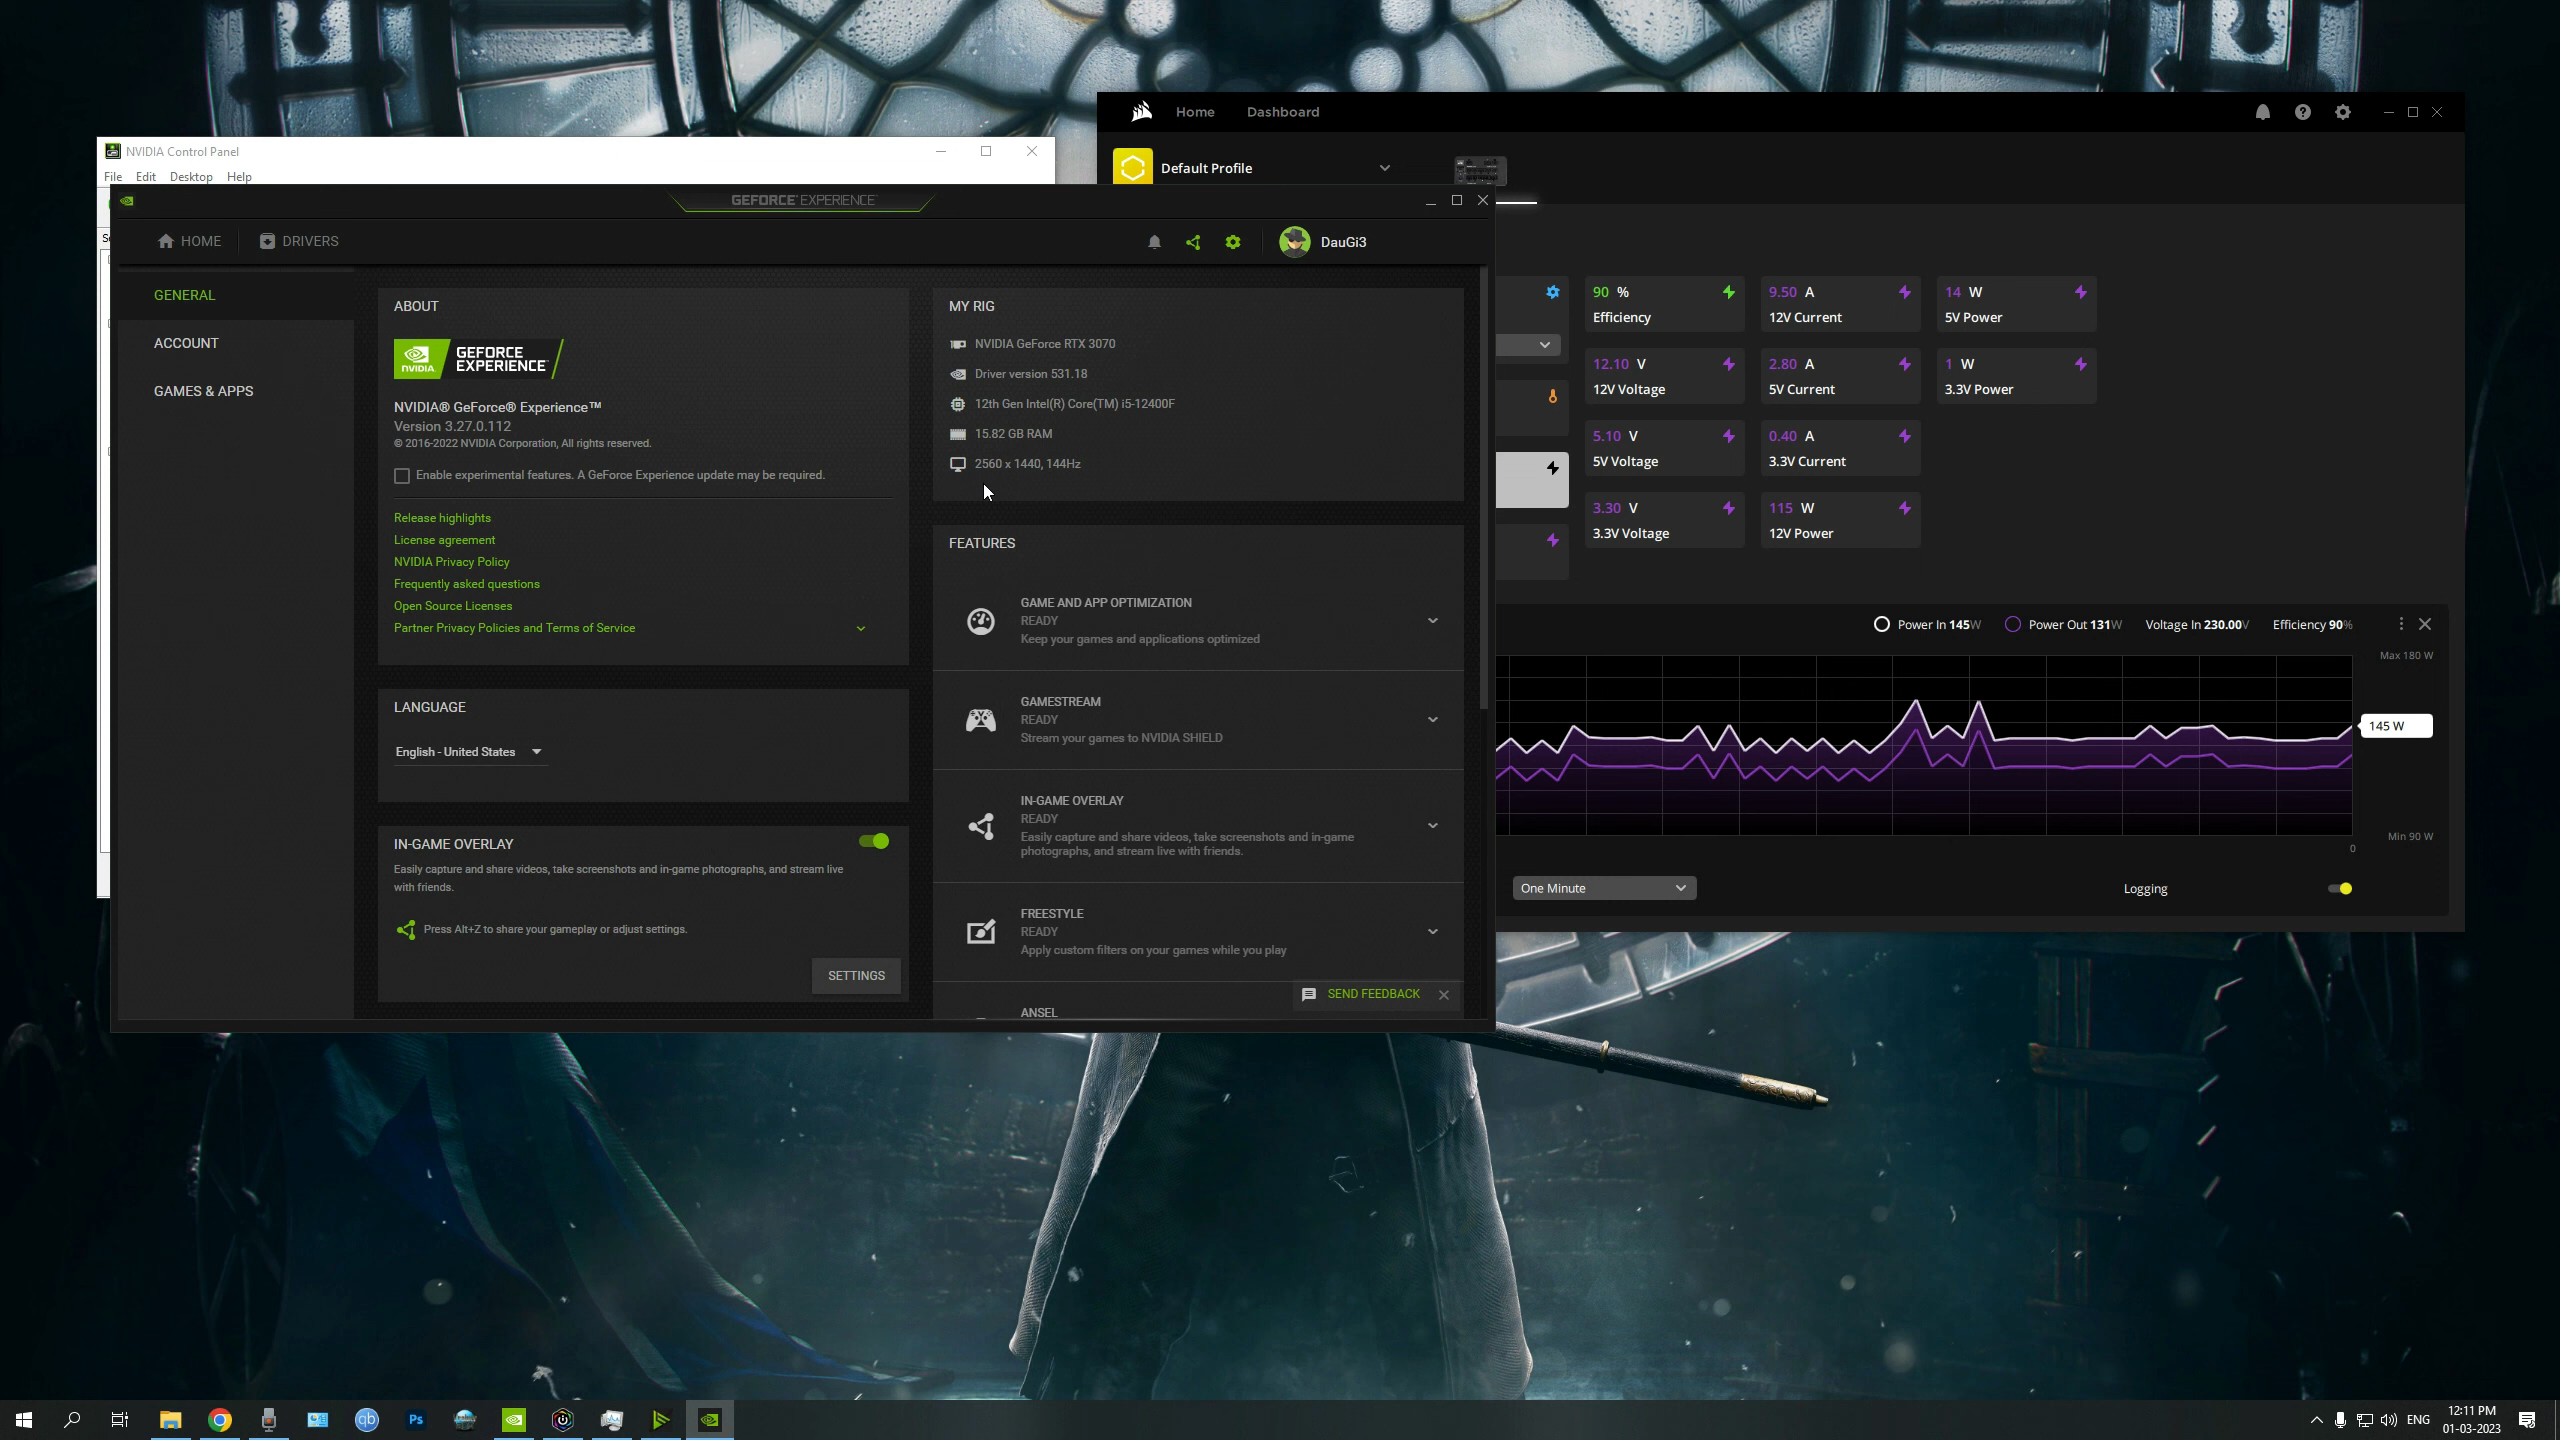 Home
Dashboard
NVIDIA Control Panel
File
Edit
Desktop
Help
Default Profile
GEFORCE EXPERIENCE
HOME
DRIVERS
DauGi3
GENERAL
ACCOUNT
GAMES & APPS
ABOUT
NVIDIA
GEFORCE
EXPERIENCE
NVIDIA® GeForce® Experience™
Version 3.27.0.112
© 2016-2022 NVIDIA Corporation, All rights reserved.
Enable experimental features. A GeForce Experience update may be required.
Release highlights
License agreement
NVIDIA Privacy Policy
Frequently asked questions
Open Source Licenses
Partner Privacy Policies and Terms of Service
LANGUAGE
English - United States
IN-GAME OVERLAY
Easily capture and share videos, take screenshots and in-game photographs, and stream live
with friends.
Press Alt+Z to share your gameplay or adjust settings.
SETTINGS
MY RIG
NVIDIA GeForce RTX 3070
Driver version 531.18
12th Gen Intel(R) Core(TM) i5-12400F
15.82 GB RAM
2560 x 1440, 144Hz
FEATURES
GAME AND APP OPTIMIZATION
READY
Keep your games and applications optimized
GAMESTREAM
READY
Stream your games to NVIDIA SHIELD
IN-GAME OVERLAY
READY
Easily capture and share videos, take screenshots and in-game
photographs, and stream live with friends.
FREESTYLE
READY
Apply custom filters on your games while you play
ANSEL
SEND FEEDBACK
90 %
Efficiency
9.50 A
12V Current
14 W
5V Power
12.10 V
12V Voltage
2.80 A
5V Current
1 W
3.3V Power
5.10 V
5V Voltage
0.40 A
3.3V Current
3.30 V
3.3V Voltage
115 W
12V Power
Power In 145W
Power Out 131W
Voltage In 230.00V
Efficiency 90%
Max 180 W
145 W
Min 90 W
0
One Minute
Logging
qb
Ps
ENG
12:11 PM
01-03-2023